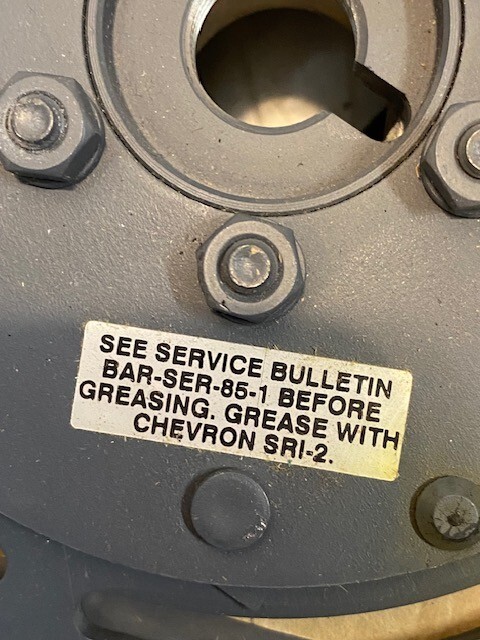 SEE SERVICE BULLETIN
BAR-SER-85-1 BEFORE
GREASING. GREASE WITH
CHEVRON SRI-2.